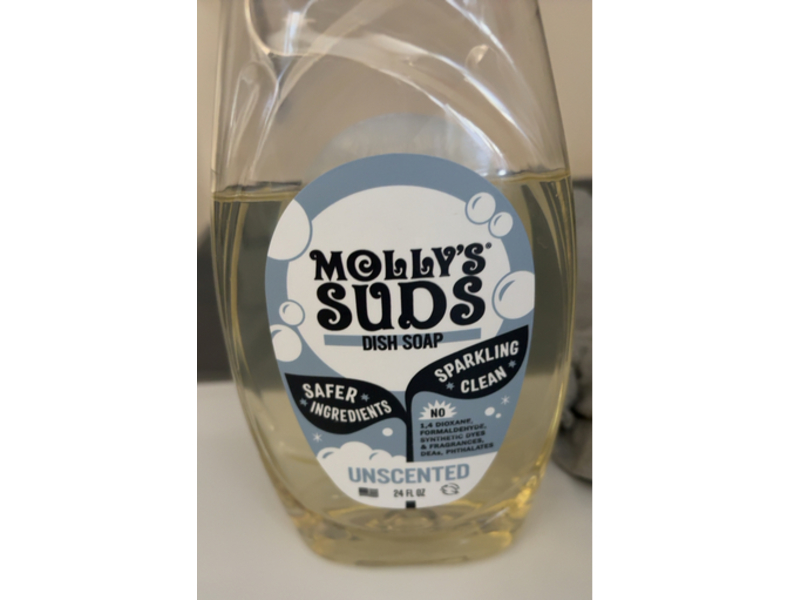 MOLLY'S
SUDS
DISH SOAP
SAFER
INGREDIENTS
SPARKLING
CLEAN
NO
1,4 DIOXANE,
FORMALDEHYDE,
SYNTHETIC DYES
& FRAGRANCES,
DEAs, PHTHALATES
UNSCENTED
24 FL OZ